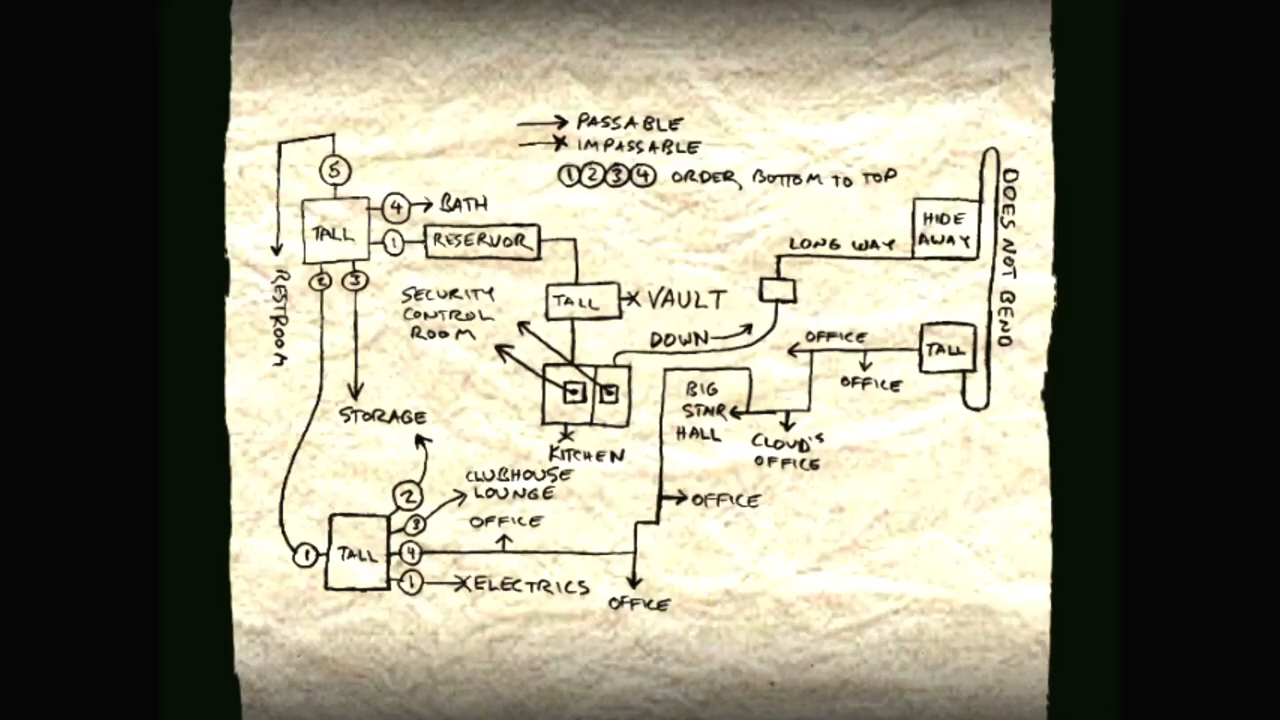 PASSABLE
IMPASSABLE
1 2 3 4 ORDER, BOTTOM TO TOP
5
TALL
4
BATH
1
RESERVOR
2
3
RESTROOM
STORAGE
SECURITY
CONTROL
ROOM
TALL
VAULT
KITCHEN
DOWN
LONG WAY
HIDE
AWAY
DOES NOT BEND
OFFICE
OFFICE
TALL
BIG
STAIR
HALL
CLOUD'S
OFFICE
OFFICE
2
CLUBHOUSE
LOUNGE
3
OFFICE
1
TALL
4
1
ELECTRICS
OFFICE